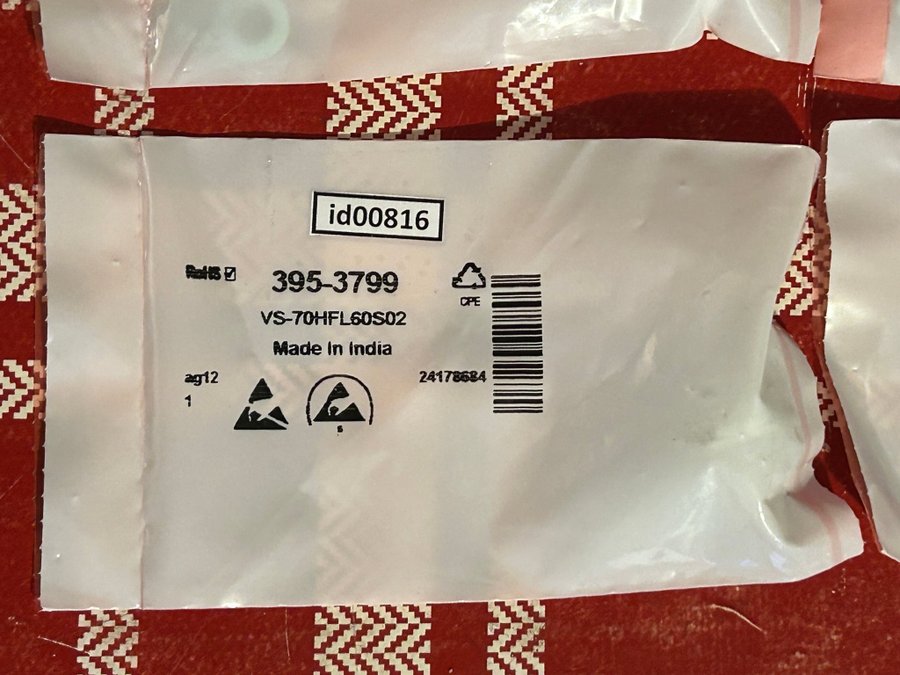 id00816
RoHS
395-3799
VS-70HFL60S02
Made In India
CPE
ag12
1
24178684
S